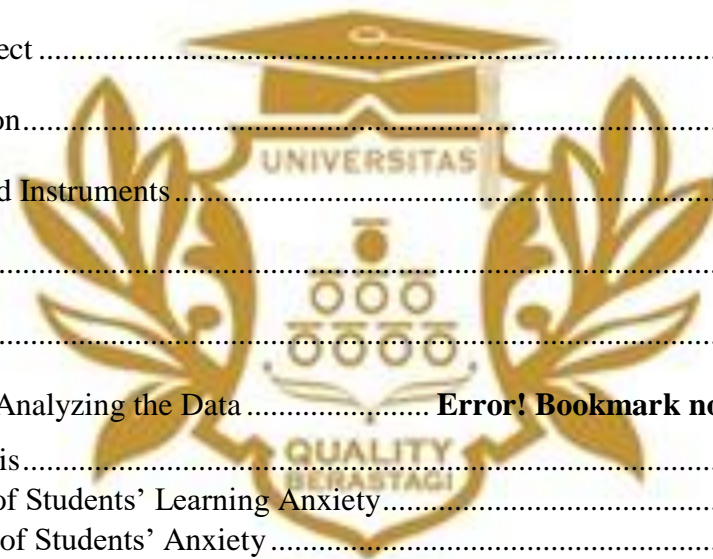 ect ........................................................................
on...........................................................................
UNIVERSITAS
d Instruments............................................................
..............................................................................
..............................................................................
Analyzing the Data ........................ Error! Bookmark no
QUALITY
is............................................................................
BERASTAGI
of Students’ Learning Anxiety............................................
of Students’ Anxiety..........................................................